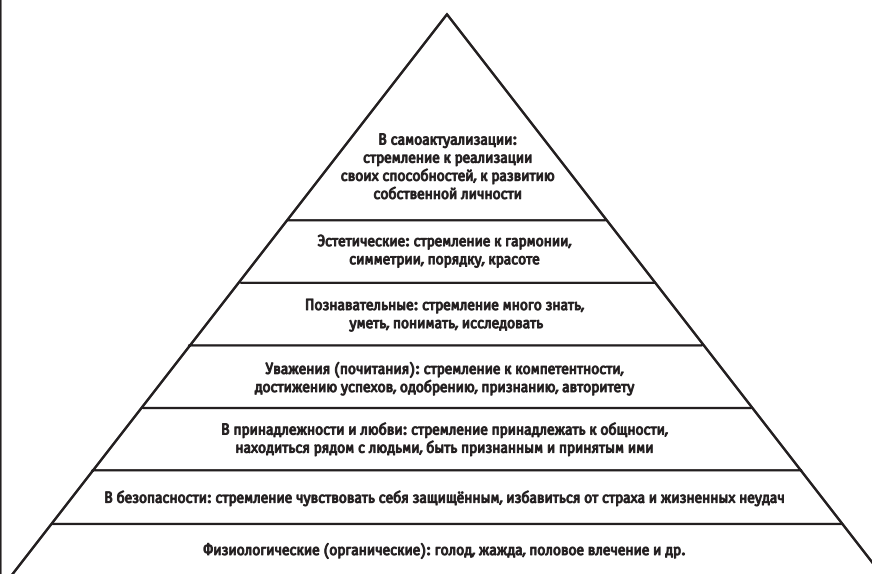 В самоактуализации:
стремление к реализации
своих способностей, к развитию
собственной личности
Эстетические: стремление к гармонии,
симметрии, порядку, красоте
Познавательные: стремление много знать,
уметь, понимать, исследовать
Уважения (почитания): стремление к компетентности,
достижению успехов, одобрению, признанию, авторитету
В принадлежности и любви: стремление принадлежать к общности,
находиться рядом с людьми, быть признанным и принятым ими
В безопасности: стремление чувствовать себя защищённым, избавиться от страха и жизненных неудач
Физиологические (органические): голод, жажда, половое влечение и др.